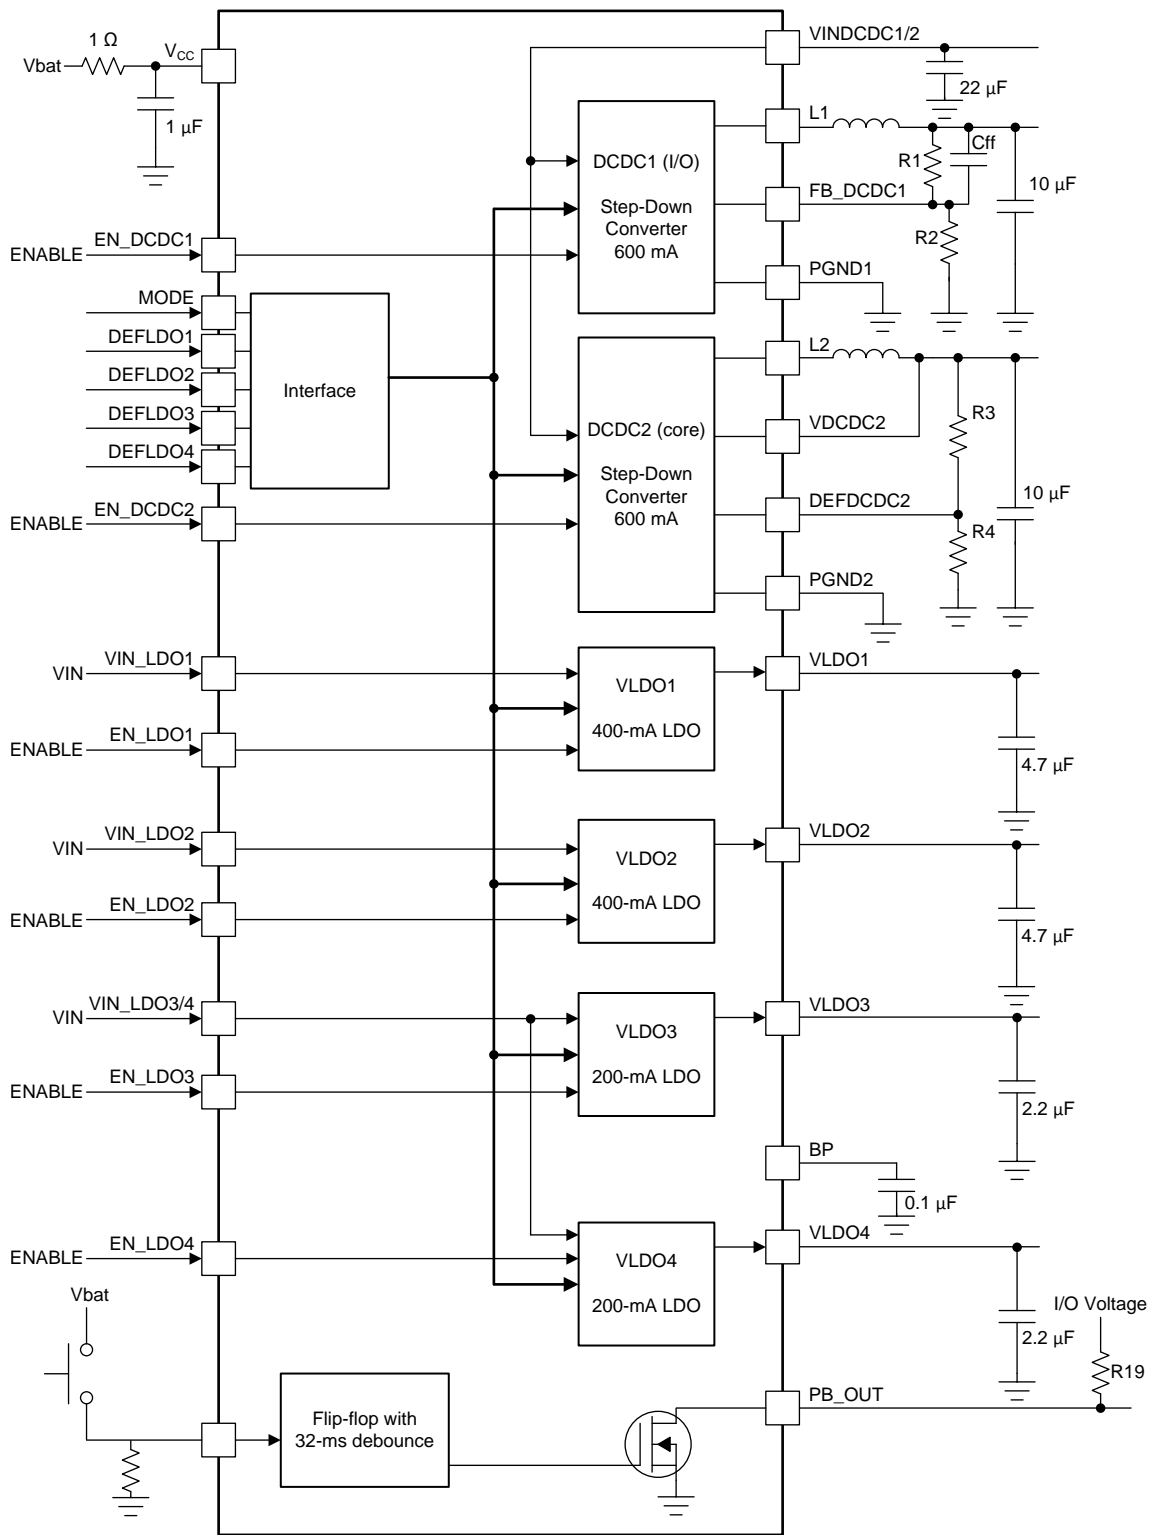 1 Ω
Vbat
VCC
1 µF
VINDCDC1/2
22 µF
DCDC1 (I/O)
Step-Down
Converter
600 mA
L1
R1
Cff
10 µF
FB_DCDC1
R2
PGND1
ENABLE
EN_DCDC1
MODE
DEFLDO1
DEFLDO2
DEFLDO3
DEFLDO4
Interface
ENABLE
EN_DCDC2
DCDC2 (core)
Step-Down
Converter
600 mA
L2
R3
VDCDC2
10 µF
DEFDCDC2
R4
PGND2
VIN
VIN_LDO1
ENABLE
EN_LDO1
VLDO1
400-mA LDO
VLDO1
4.7 µF
VIN
VIN_LDO2
ENABLE
EN_LDO2
VLDO2
400-mA LDO
VLDO2
4.7 µF
VIN
VIN_LDO3/4
ENABLE
EN_LDO3
VLDO3
200-mA LDO
VLDO3
2.2 µF
BP
0.1 µF
ENABLE
EN_LDO4
VLDO4
200-mA LDO
VLDO4
2.2 µF
Vbat
Flip-flop with
32-ms debounce
I/O Voltage
R19
PB_OUT